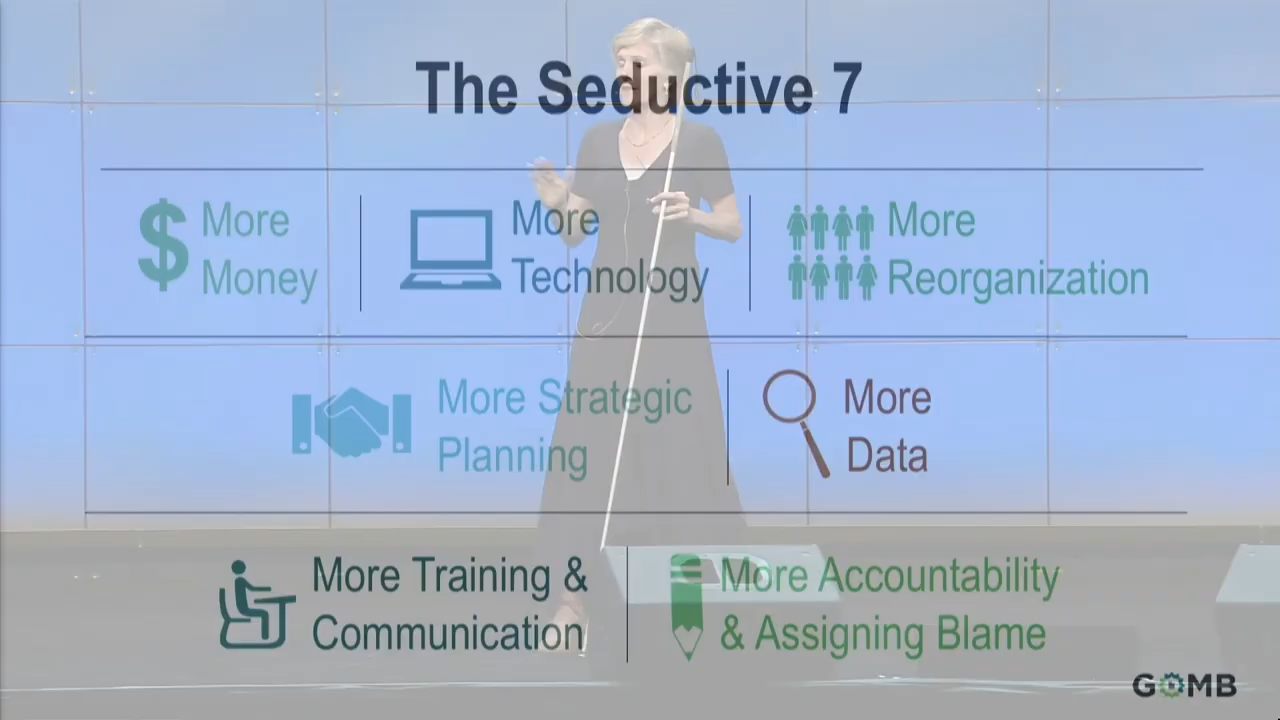 The Seductive 7
More
Money
More
Technology
More
Reorganization
More Strategic
Planning
More
Data
More Training &
Communication
More Accountability
& Assigning Blame
GOMB